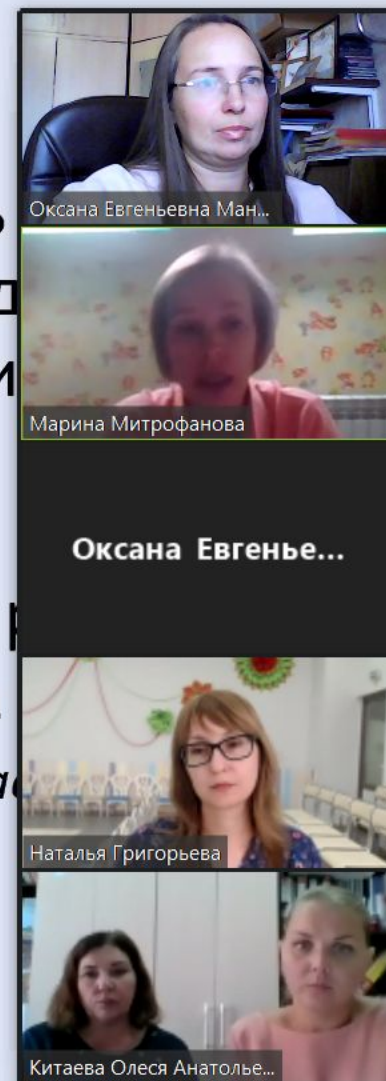 Оксана Евгеньевна Ман...
Марина Митрофанова
Оксана Евгенье...
Наталья Григорьева
Китаева Олеся Анатолье...